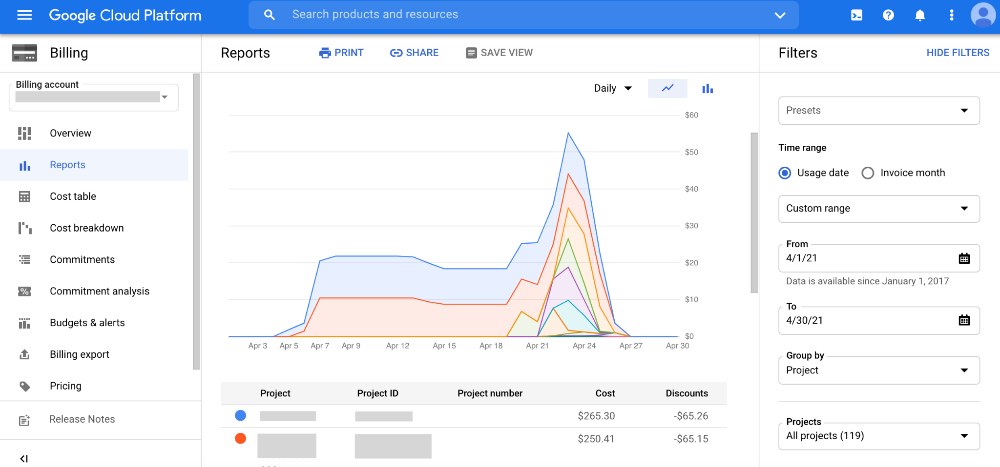 Google Cloud Platform
Search products and resources
Billing
Billing account
Overview
Reports
Cost table
Cost breakdown
Commitments
Commitment analysis
Budgets & alerts
Billing export
Pricing
Release Notes
Reports
PRINT
SHARE
SAVE VIEW
Daily
$60
$50
$40
$30
$20
$10
$0
Apr 3 Apr 5 Apr 7 Apr 9 Apr 12 Apr 15 Apr 18 Apr 21 Apr 24 Apr 27 Apr 30
Project Project ID Project number Cost Discounts
$265.30 -$65.26
$250.41 -$65.15
Filters
HIDE FILTERS
Presets
Time range
Usage date Invoice month
Custom range
From
4/1/21
Data is available since January 1, 2017
To
4/30/21
Group by
Project
Projects
All projects (119)